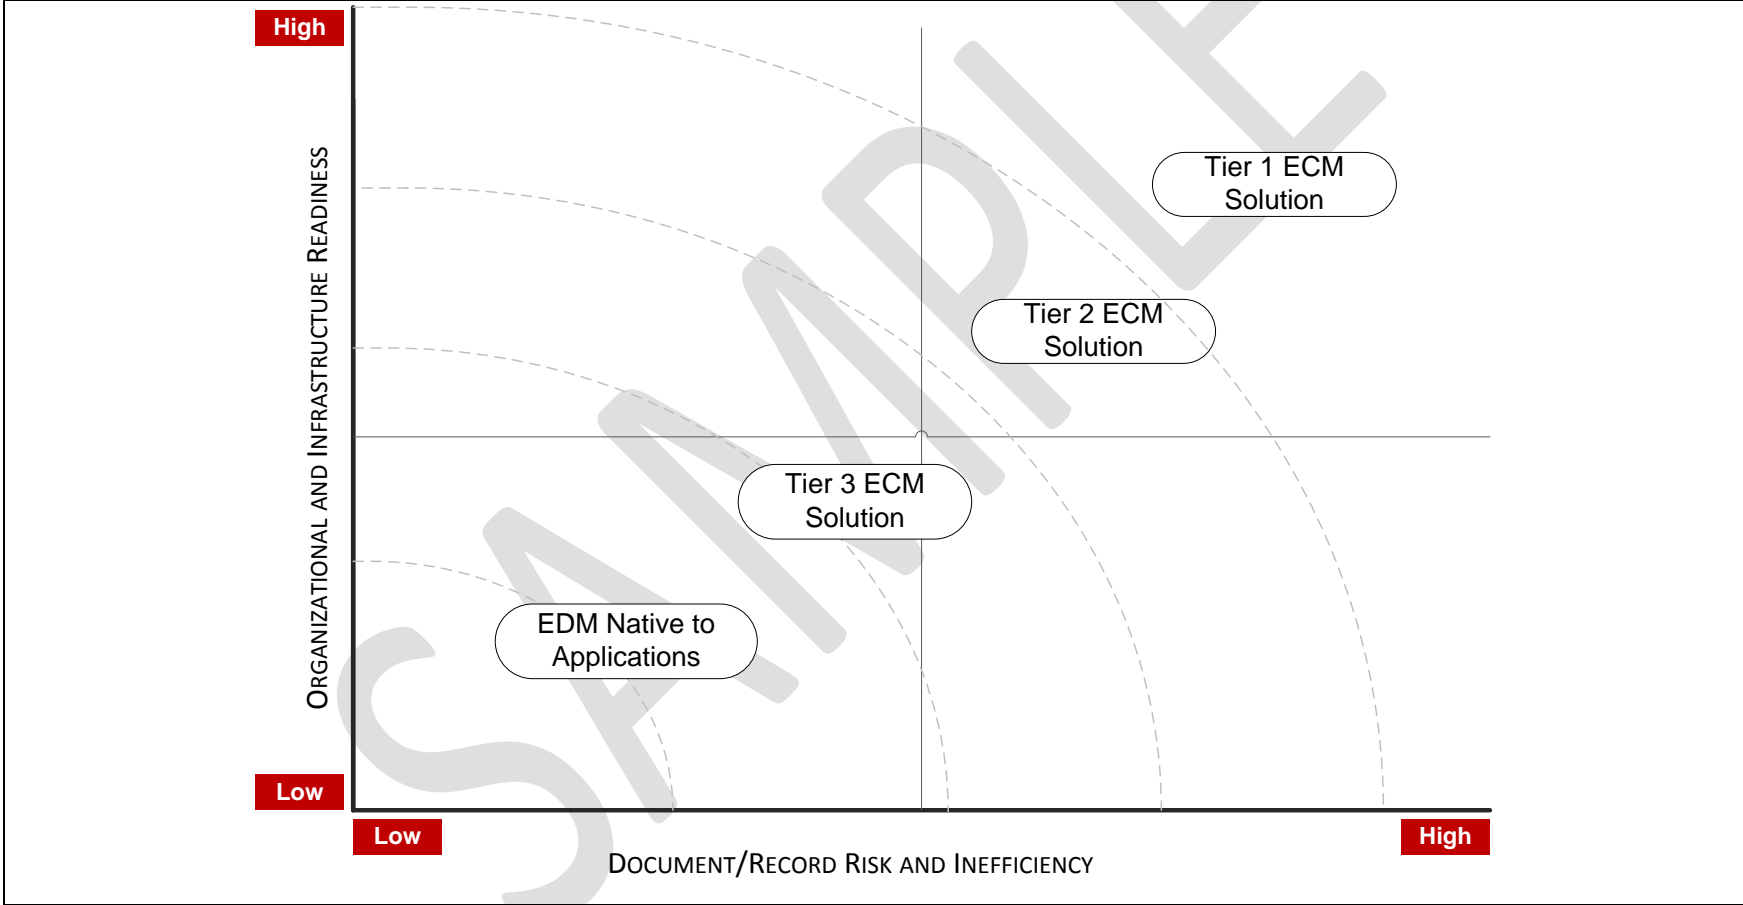 High
Tier 1 ECM
Solution
Tier 2 ECM
Solution
ORGANIZATIONAL AND INFRASTRUCTURE READINESS
Tier 3 ECM
Solution
EDM Native to
Applications
Low
Low
High
DOCUMENT/RECORD RISK AND INEFFICIENCY
SAMPLE